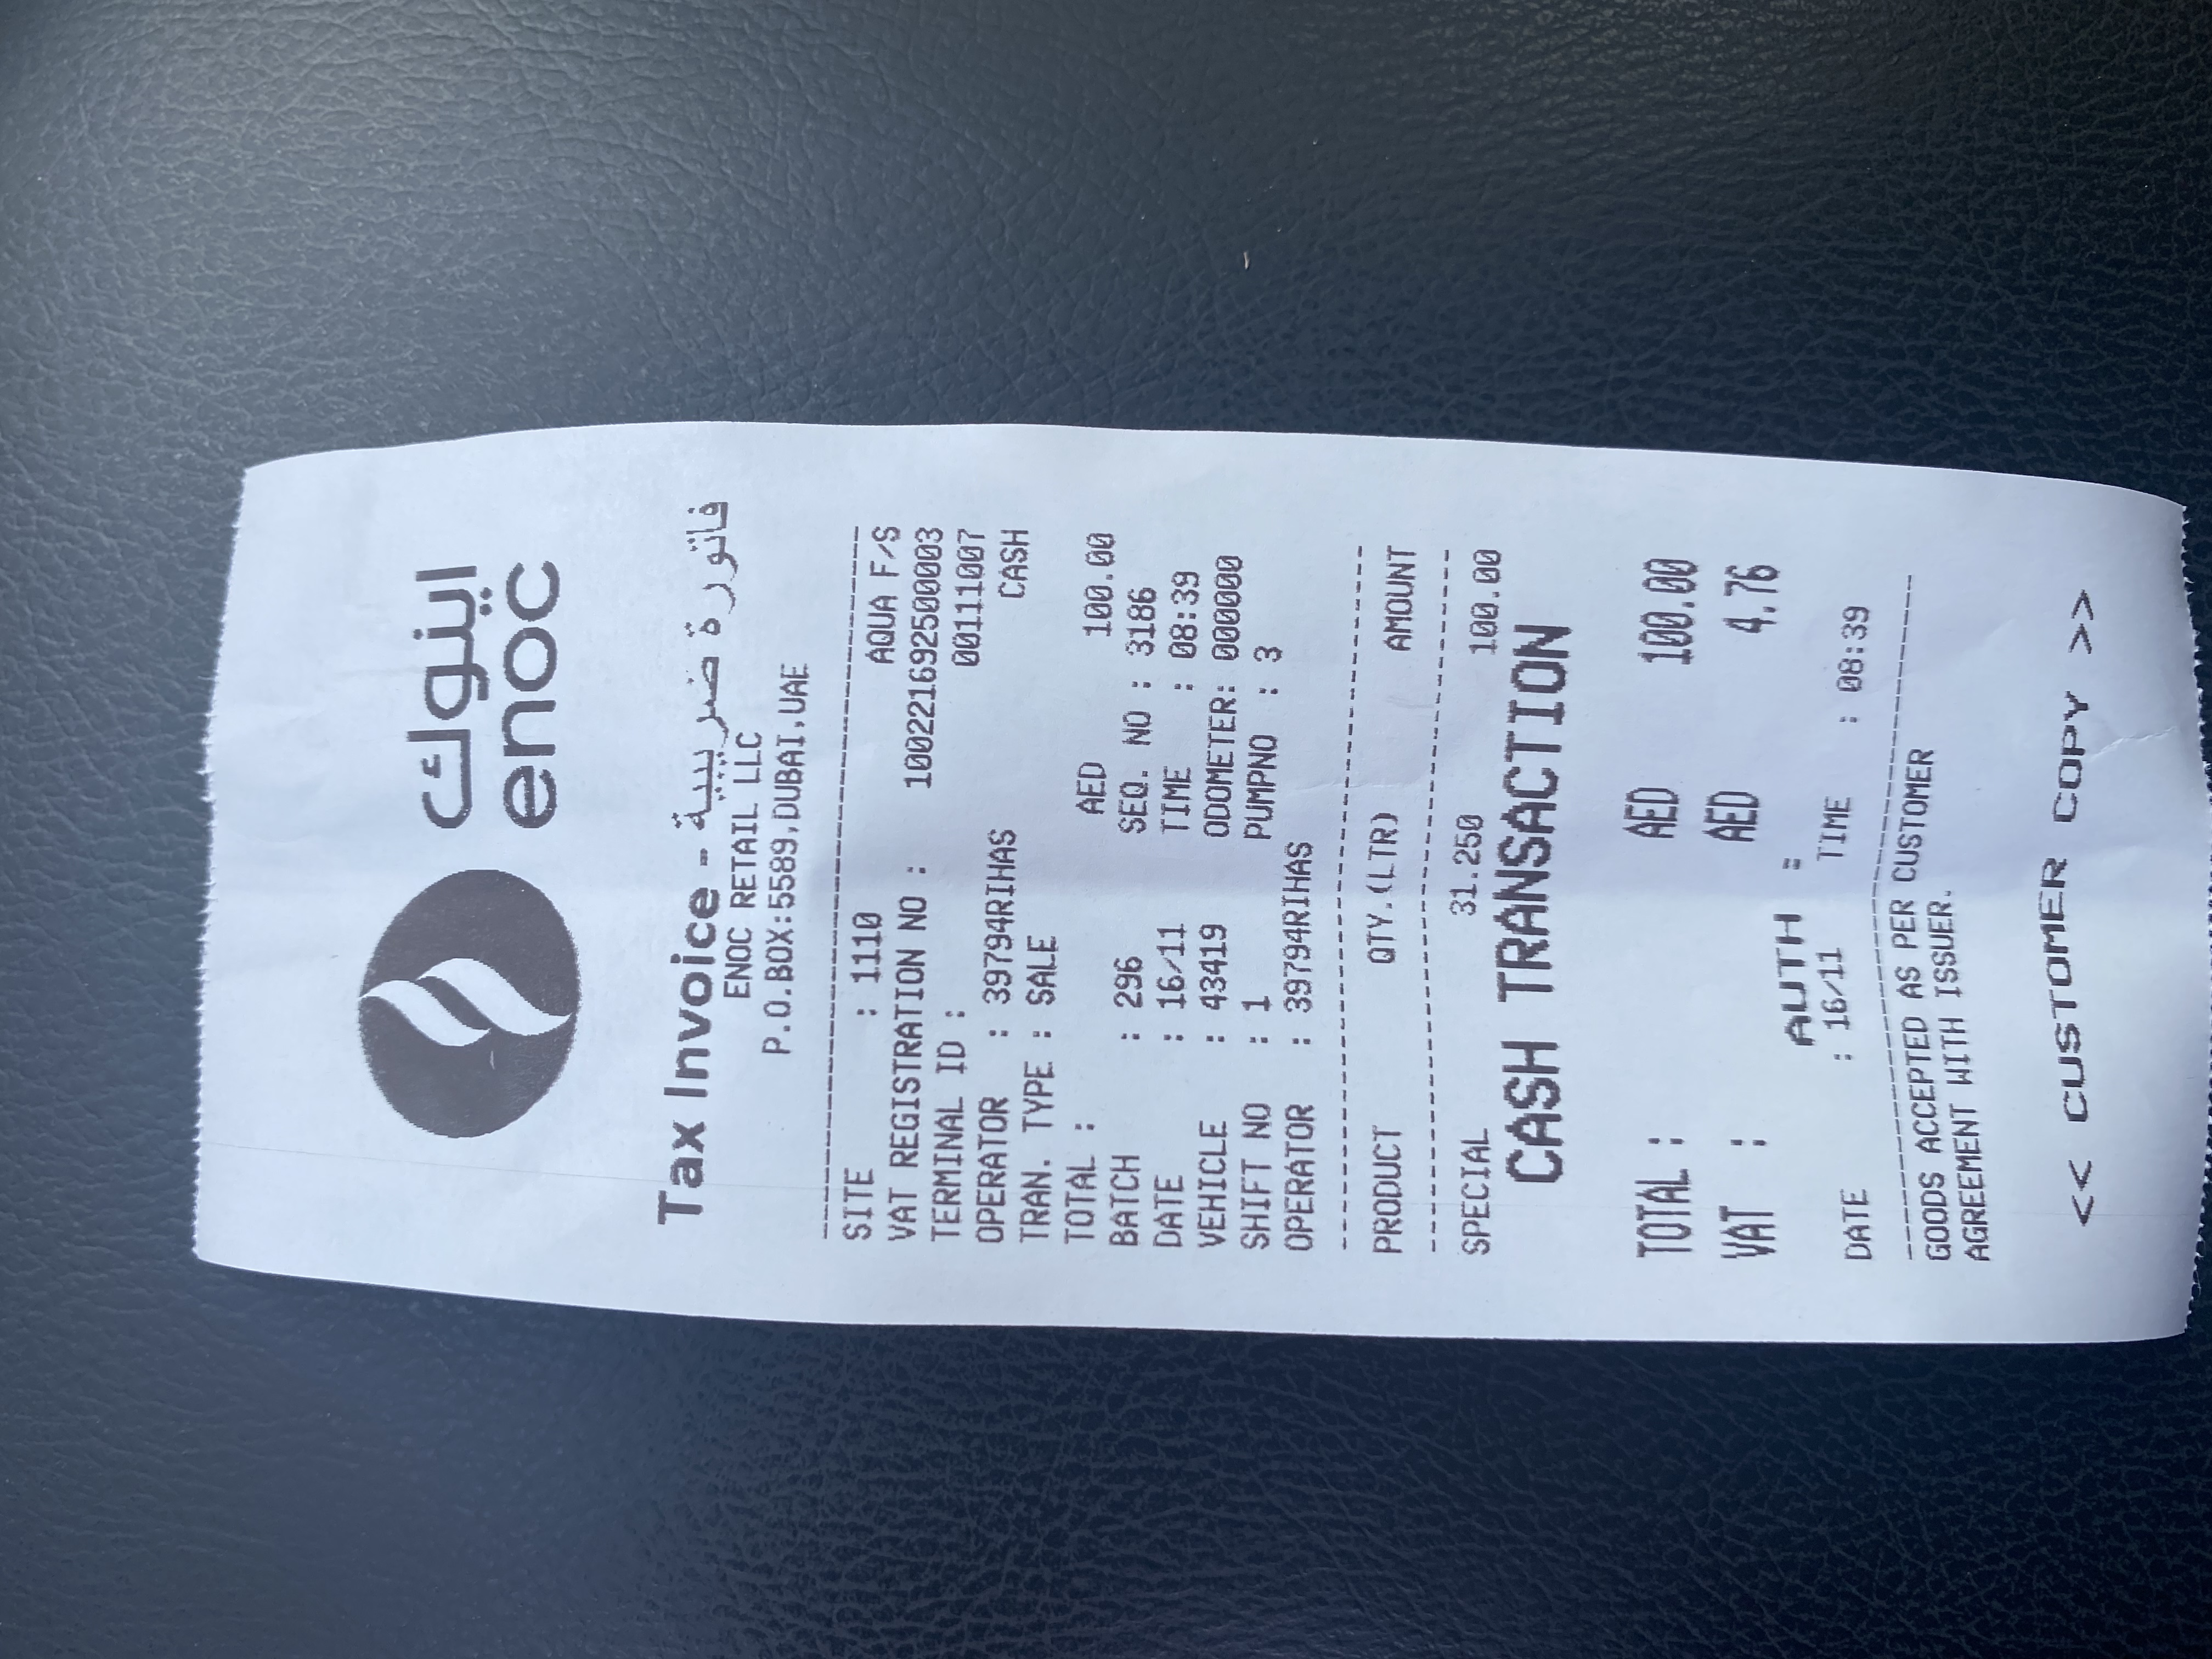 اينوك
enoc
Tax Invoice - فاتورة ضريبية
ENOC RETAIL LLC
P.O.BOX:5589,DUBAI,UAE
SITE : 1110 AQUA F/S
VAT REGISTRATION NO : 100221692500003
TERMINAL ID : 00111007
OPERATOR : 39794RIHAS CASH
TRAN. TYPE : SALE
TOTAL : AED 100.00
BATCH : 296 SEQ. NO : 3186
DATE : 16/11 TIME : 08:39
VEHICLE : 43419 ODOMETER: 000000
SHIFT NO : 1 PUMPNO : 3
OPERATOR : 39794RIHAS
PRODUCT QTY.(LTR) AMOUNT
SPECIAL 31.250 100.00
CASH TRANSACTION
TOTAL : AED 100.00
VAT : AED 4.76
AUTH :
DATE : 16/11 TIME : 08:39
GOODS ACCEPTED AS PER CUSTOMER
AGREEMENT WITH ISSUER.
<< CUSTOMER COPY >>